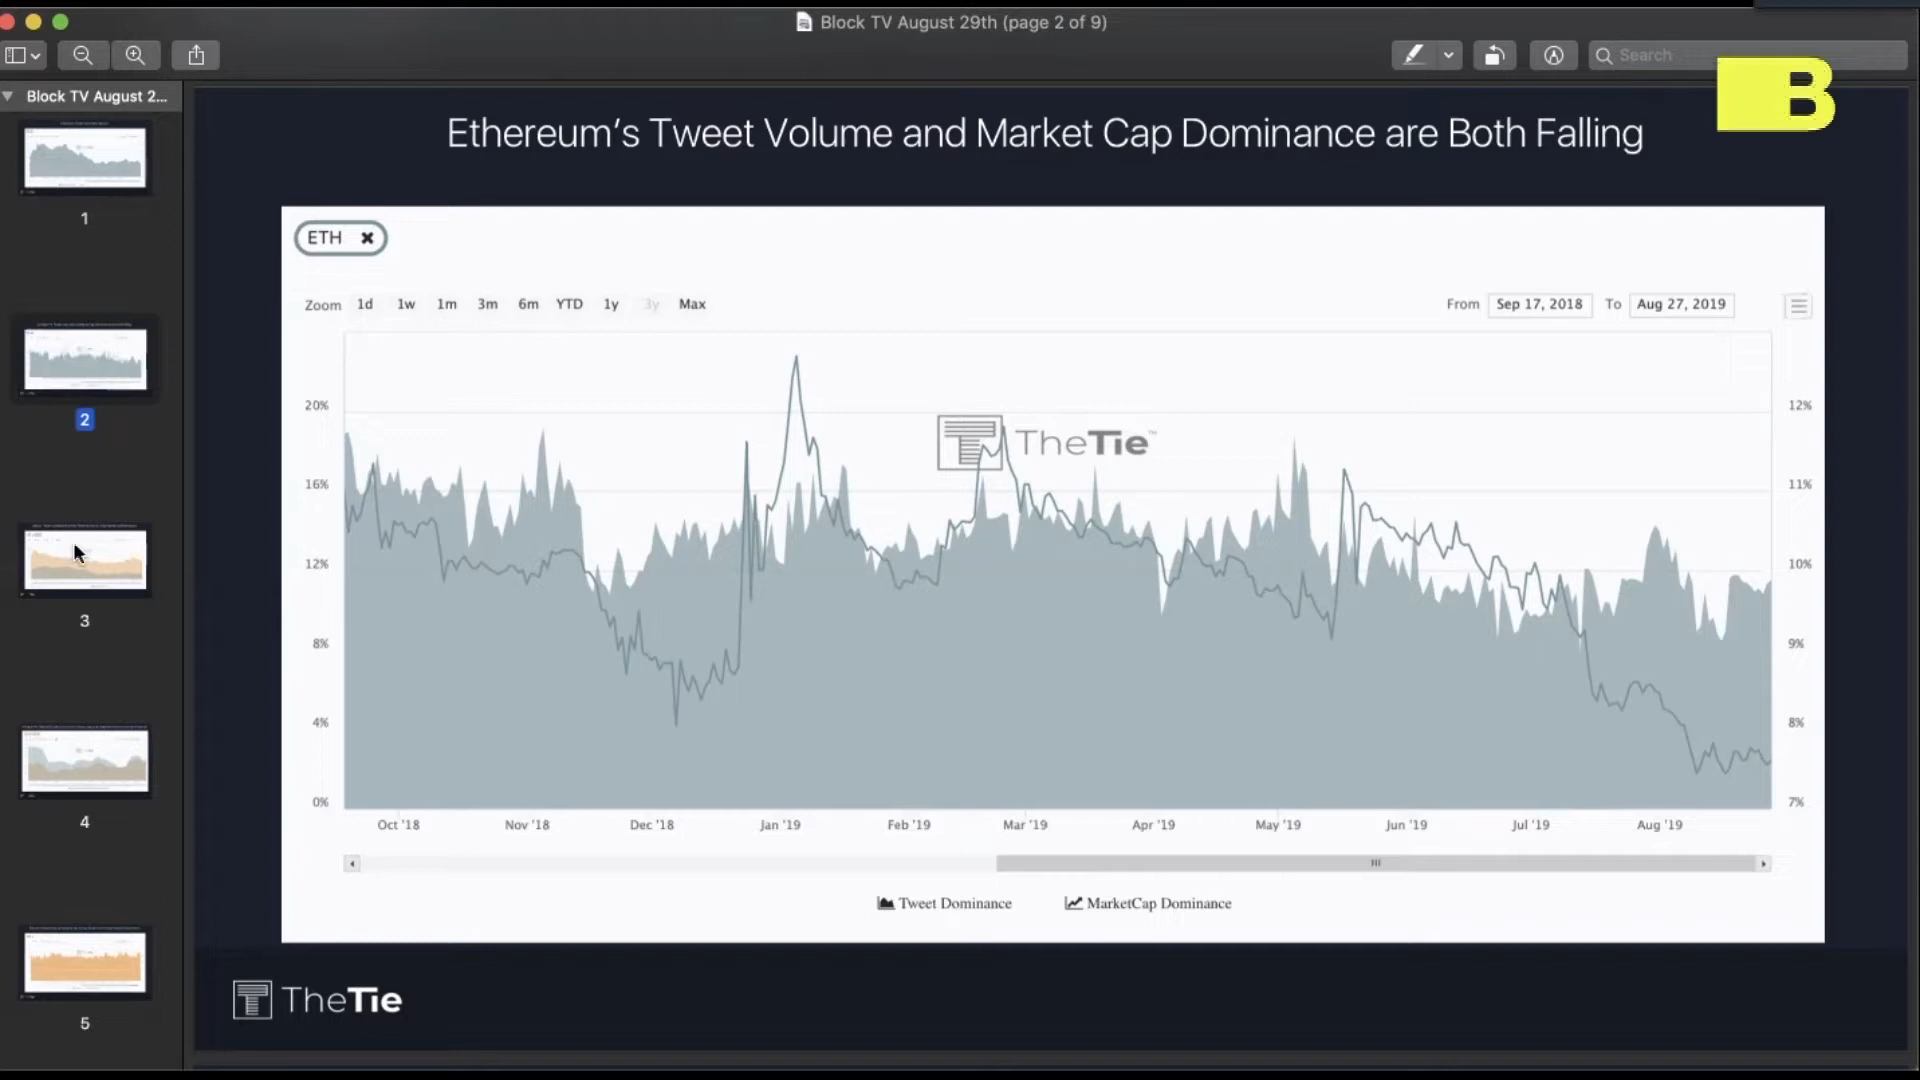 Block TV August 29th (page 2 of 9)
Search
Block TV August 2...
B
1
2
3
4
5
Ethereum's Tweet Volume and Market Cap Dominance are Both Falling
ETH
Zoom 1d 1w 1m 3m 6m YTD 1y 3y Max
From Sep 17, 2018 To Aug 27, 2019
TheTie™
20%
16%
12%
8%
4%
0%
12%
11%
10%
9%
8%
7%
Oct '18 Nov '18 Dec '18 Jan '19 Feb '19 Mar '19 Apr '19 May '19 Jun '19 Jul '19 Aug '19
Tweet Dominance MarketCap Dominance
TheTie